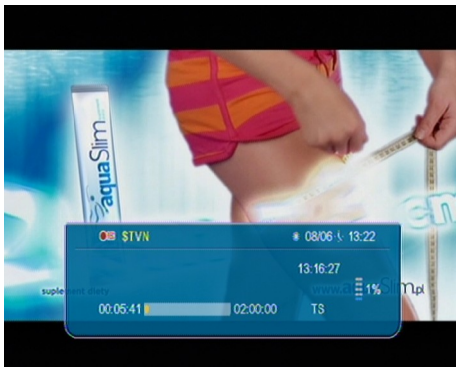 aquaSlim
$TVN
08/06 13:22
13:16:27
suplement diety
www.aquaSlim.pl
1%
00:05:41
02:00:00
TS